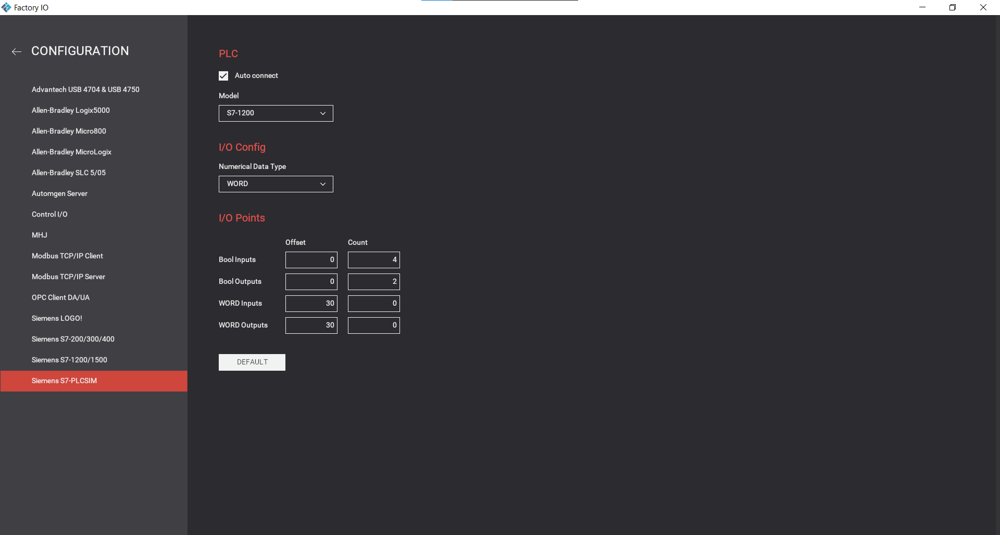 Factory IO
CONFIGURATION
Advantech USB 4704 & USB 4750
Allen-Bradley Logix5000
Allen-Bradley Micro800
Allen-Bradley MicroLogix
Allen-Bradley SLC 5/05
Automgen Server
Control I/O
MHJ
Modbus TCP/IP Client
Modbus TCP/IP Server
OPC Client DA/UA
Siemens LOGO!
Siemens S7-200/300/400
Siemens S7-1200/1500
Siemens S7-PLCSIM
PLC
Auto connect
Model
S7-1200
I/O Config
Numerical Data Type
WORD
I/O Points
Offset Count
Bool Inputs 0 4
Bool Outputs 0 2
WORD Inputs 30 0
WORD Outputs 30 0
DEFAULT